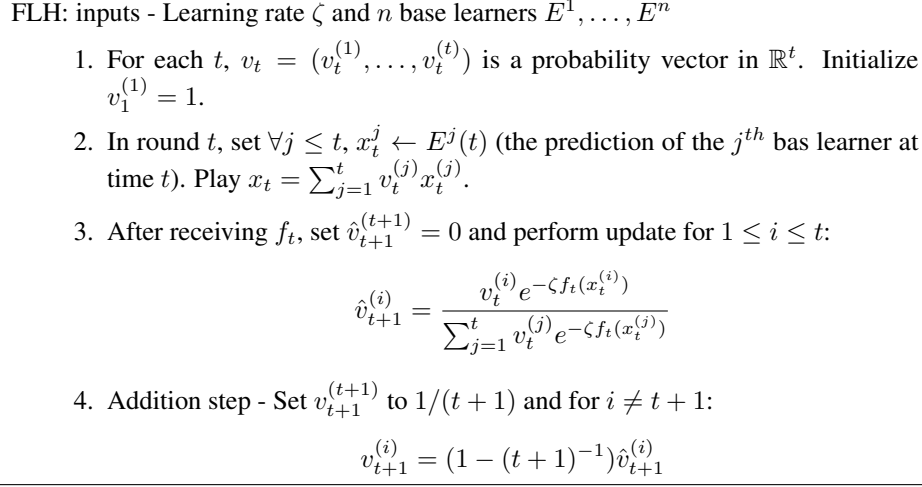 FLH: inputs - Learning rate ζ and n base learners E^1, . . . , E^n
1. For each t, v_t = (v_t^{(1)}, . . . , v_t^{(t)}) is a probability vector in ℝ^t. Initialize
v_1^{(1)} = 1.
2. In round t, set ∀j ≤ t, x_t^j ← E^j(t) (the prediction of the j^{th} bas learner at
time t). Play x_t = ∑_{j=1}^t v_t^{(j)} x_t^{(j)}.
3. After receiving f_t, set v̂_{t+1}^{(t+1)} = 0 and perform update for 1 ≤ i ≤ t:
v̂_{t+1}^{(i)} = \frac{v_t^{(i)} e^{-ζ f_t(x_t^{(i)})}}{∑_{j=1}^t v_t^{(j)} e^{-ζ f_t(x_t^{(j)})}}
4. Addition step - Set v_{t+1}^{(t+1)} to 1/(t + 1) and for i ≠ t + 1:
v_{t+1}^{(i)} = (1 − (t + 1)^{−1}) v̂_{t+1}^{(i)}